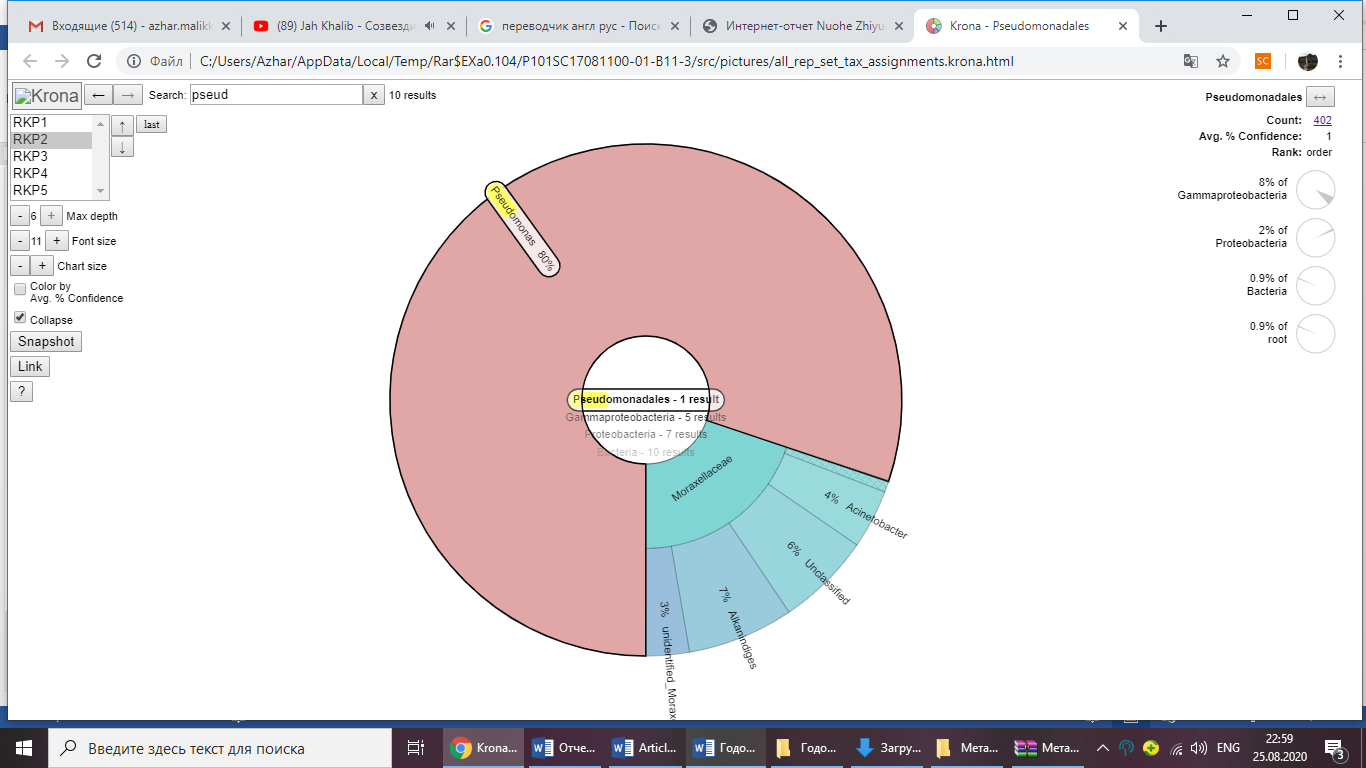 Входящие (514) - azhar.malikk
(89) Jah Khalib - Созвезди
переводчик англ рус - Поиск
Интернет-отчет Nuohe Zhiyu
Krona - Pseudomonadales
Файл
C:/Users/Azhar/AppData/Local/Temp/Rar$EXa0.104/P101SC17081100-01-B11-3/src/pictures/all_rep_set_tax_assignments.krona.html
SC
Krona
← → Search: pseud x 10 results
RKP1
RKP2
RKP3
RKP4
RKP5
↑ last
↓
- 6 + Max depth
- 11 + Font size
- + Chart size
Color by
Avg. % Confidence
Collapse
Snapshot
Link
?
Pseudomonadales ↔
Count: 402
Avg. % Confidence: 1
Rank: order
8% of
Gammaproteobacteria
2% of
Proteobacteria
0.9% of
Bacteria
0.9% of
root
Pseudomonas 80%
Pseudomonadales - 1 result
Gammaproteobacteria - 5 results
Proteobacteria - 7 results
Bacteria - 10 results
Moraxellaceae
4% Acinetobacter
6% Unclassified
7% Alkanindiges
3% unidentified_Morax
Введите здесь текст для поиска
Krona...
Отче...
Articl...
Годо...
Годо...
Загру...
Мета...
Мета...
ENG
22:59
25.08.2020
3